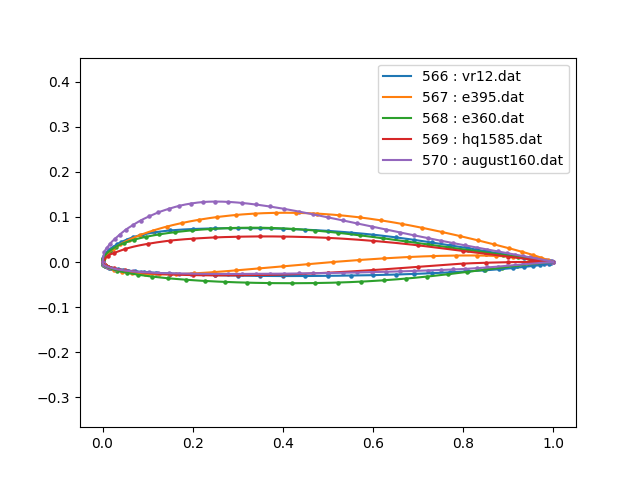 566 : vr12.dat
567 : e395.dat
568 : e360.dat
569 : hq1585.dat
570 : august160.dat
0.4
0.3
0.2
0.1
0.0
−0.1
−0.2
−0.3
0.0 0.2 0.4 0.6 0.8 1.0